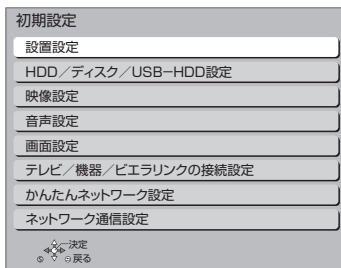 初期設定
設置設定
HDD／ディスク／USB－HDD設定
映像設定
音声設定
画面設定
テレビ／機器／ビエラリンクの接続設定
かんたんネットワーク設定
ネットワーク通信設定
決定
戻る